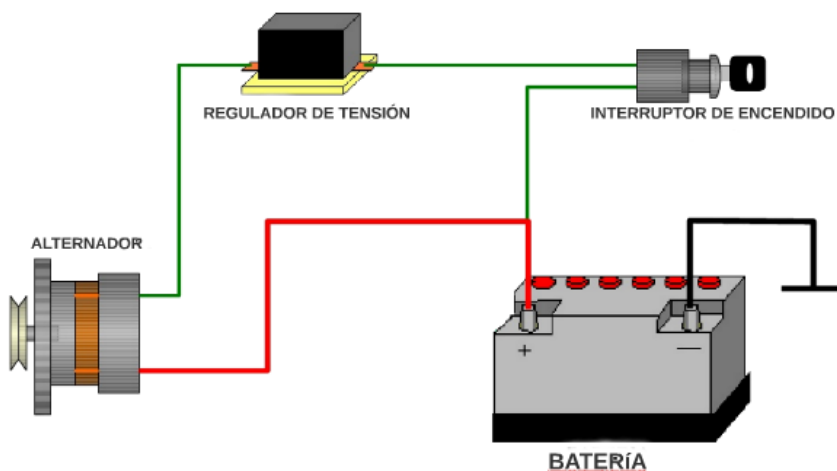 REGULADOR DE TENSIÓN
INTERRUPTOR DE ENCENDIDO
ALTERNADOR
+ —
BATERÍA